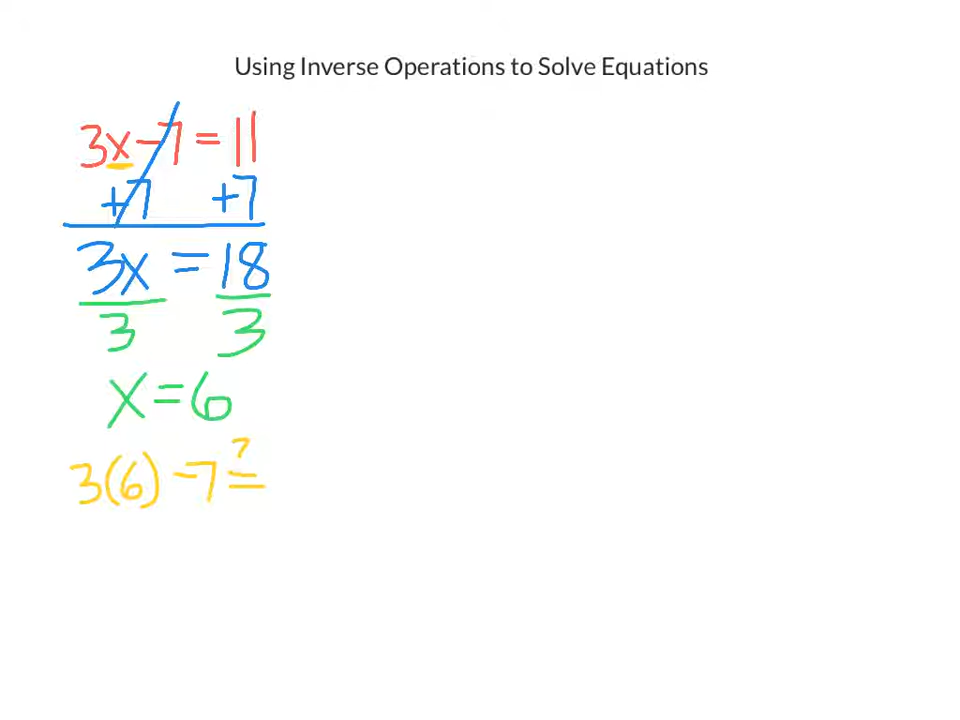 Using Inverse Operations to Solve Equations
3x - 7 = 11
+7 +7
3x = 18
3 3
x = 6
?
3(6) - 7 =